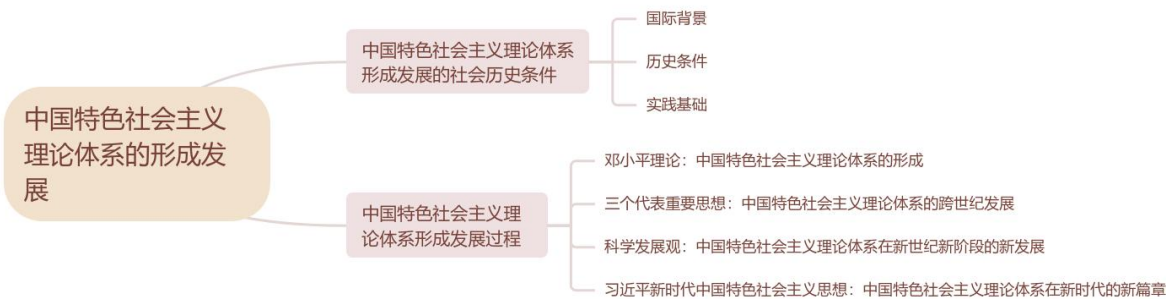 中国特色社会主义
理论体系的形成发
展
中国特色社会主义理论体系
形成发展的社会历史条件
国际背景
历史条件
实践基础
中国特色社会主义理
论体系形成发展过程
邓小平理论：中国特色社会主义理论体系的形成
三个代表重要思想：中国特色社会主义理论体系的跨世纪发展
科学发展观：中国特色社会主义理论体系在新世纪新阶段的新发展
习近平新时代中国特色社会主义思想：中国特色社会主义理论体系在新时代的新篇章